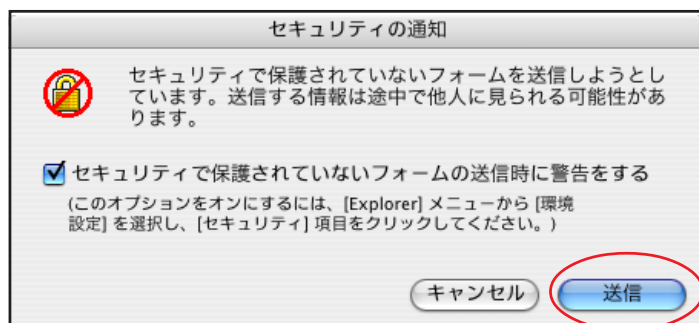 セキュリティの通知
セキュリティで保護されていないフォームを送信しようとし
ています。送信する情報は途中で他人に見られる可能性があ
ります。
セキュリティで保護されていないフォームの送信時に警告をする
(このオプションをオンにするには、[Explorer] メニューから [環境
設定] を選択し、[セキュリティ] 項目をクリックしてください。)
キャンセル
送信